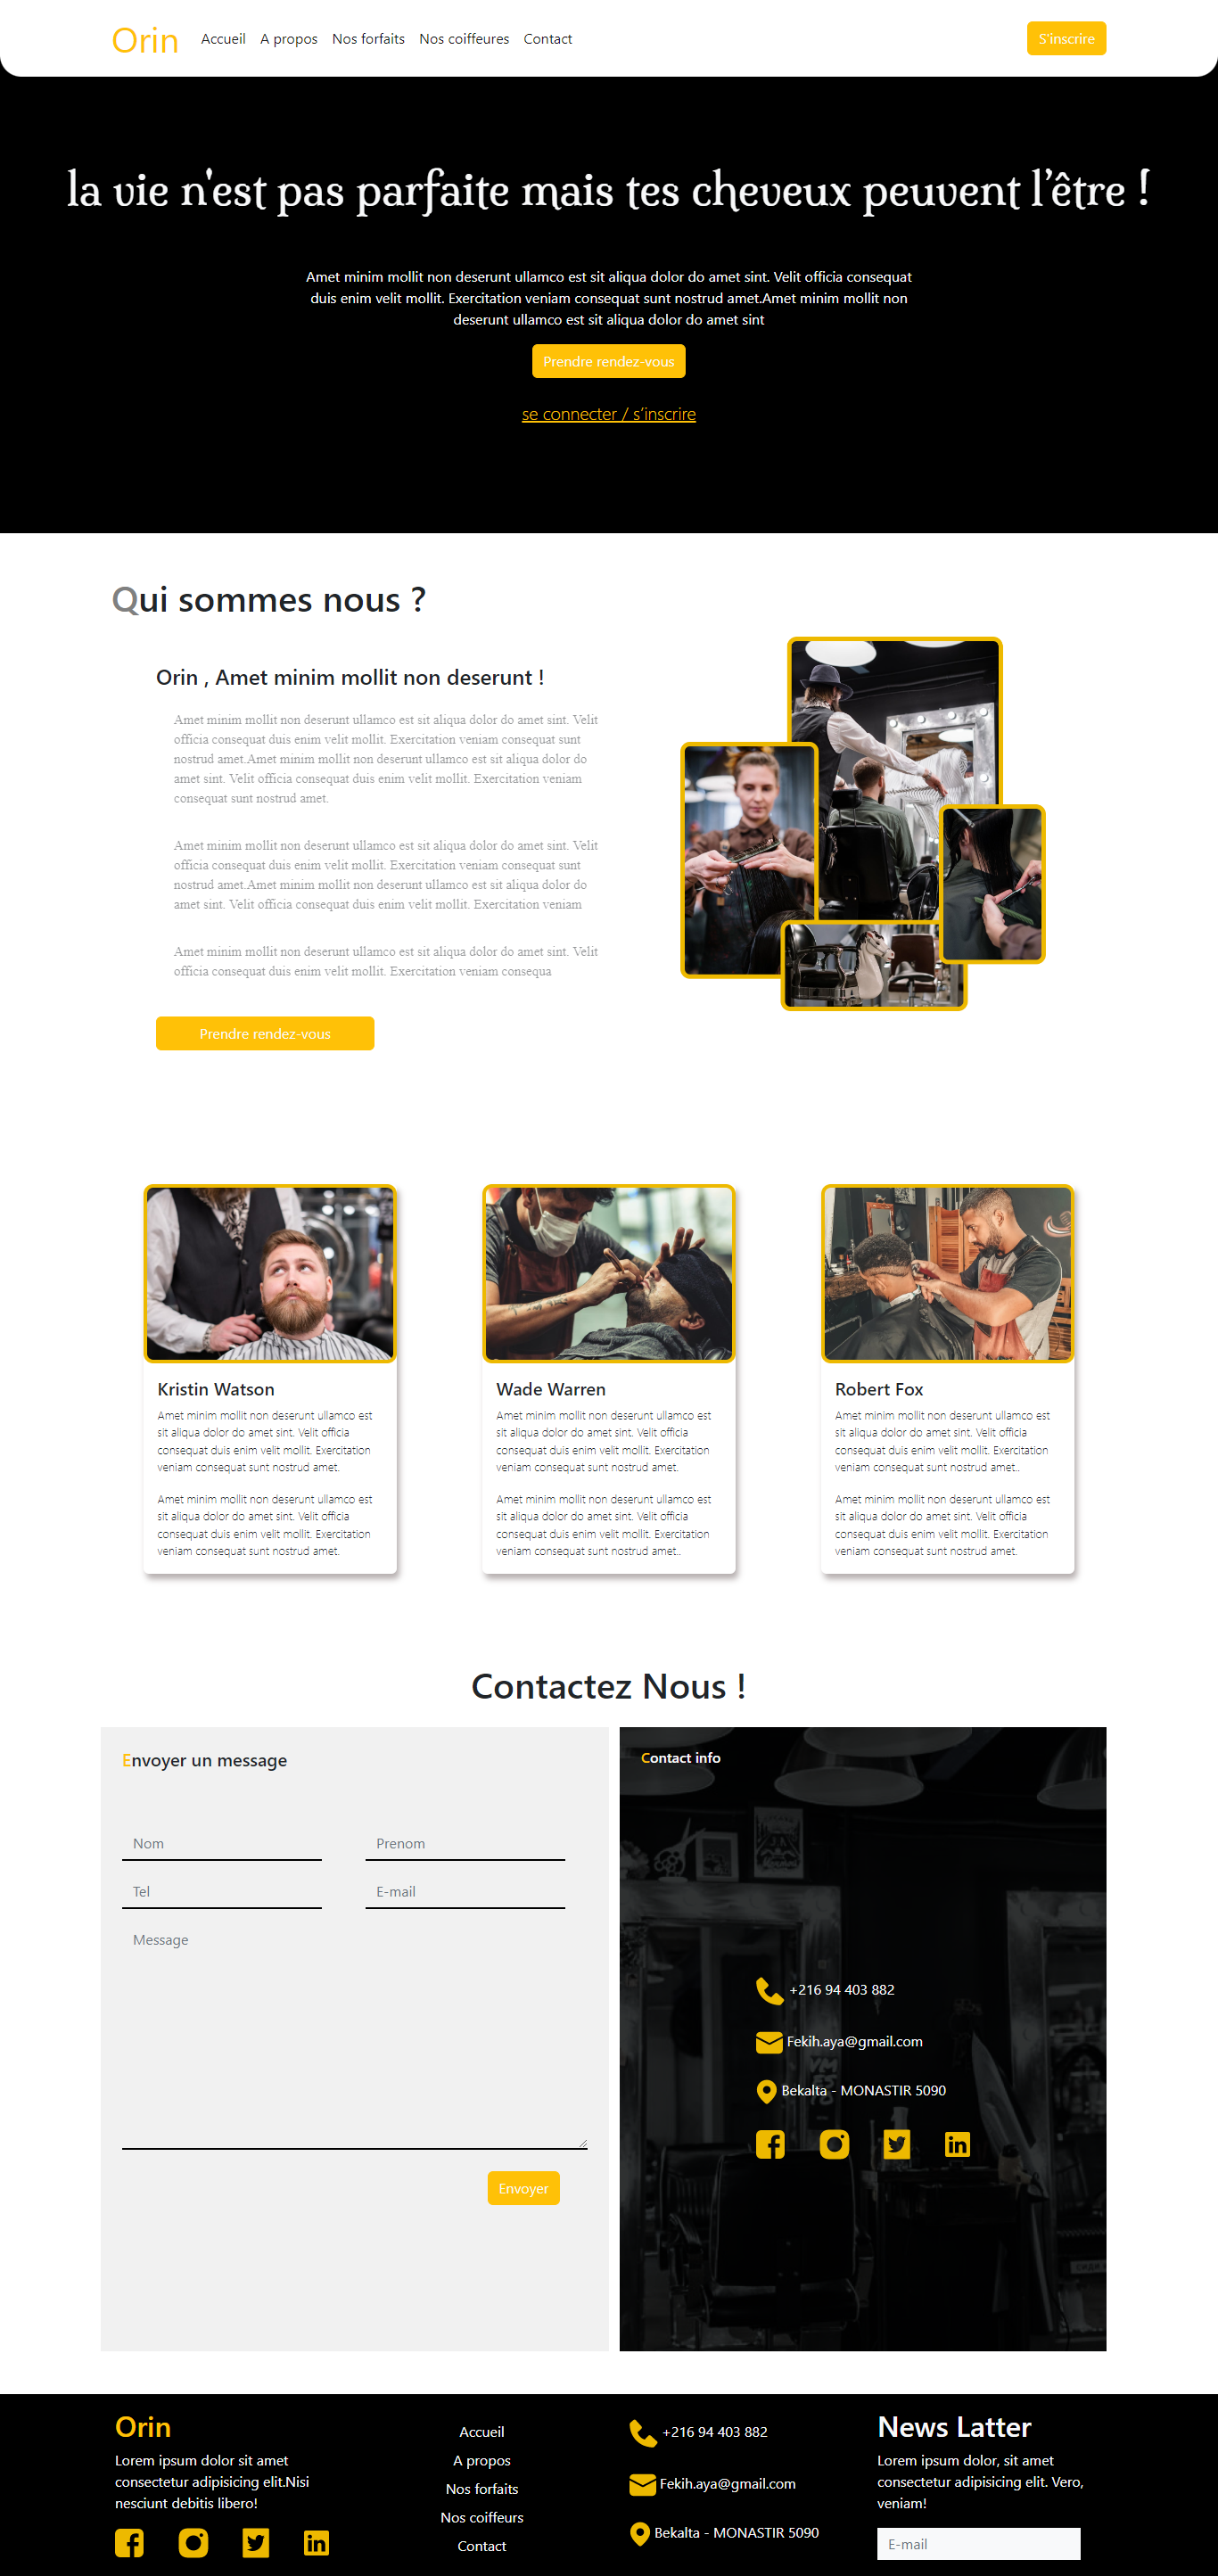 Orin
Accueil
A propos
Nos forfaits
Nos coiffeures
Contact
S'inscrire
la vie n'est pas parfaite mais tes cheveux peuvent l’être !
Amet minim mollit non deserunt ullamco est sit aliqua dolor do amet sint. Velit officia consequat
duis enim velit mollit. Exercitation veniam consequat sunt nostrud amet.Amet minim mollit non
deserunt ullamco est sit aliqua dolor do amet sint
Prendre rendez-vous
se connecter / s’inscrire
Qui sommes nous ?
Orin , Amet minim mollit non deserunt !
Amet minim mollit non deserunt ullamco est sit aliqua dolor do amet sint. Velit
officia consequat duis enim velit mollit. Exercitation veniam consequat sunt
nostrud amet.Amet minim mollit non deserunt ullamco est sit aliqua dolor do
amet sint. Velit officia consequat duis enim velit mollit. Exercitation veniam
consequat sunt nostrud amet.
Amet minim mollit non deserunt ullamco est sit aliqua dolor do amet sint. Velit
officia consequat duis enim velit mollit. Exercitation veniam consequat sunt
nostrud amet.Amet minim mollit non deserunt ullamco est sit aliqua dolor do
amet sint. Velit officia consequat duis enim velit mollit. Exercitation veniam
Amet minim mollit non deserunt ullamco est sit aliqua dolor do amet sint. Velit
officia consequat duis enim velit mollit. Exercitation veniam consequa
Prendre rendez-vous
Kristin Watson
Amet minim mollit non deserunt ullamco est
sit aliqua dolor do amet sint. Velit officia
consequat duis enim velit mollit. Exercitation
veniam consequat sunt nostrud amet.
Amet minim mollit non deserunt ullamco est
sit aliqua dolor do amet sint. Velit officia
consequat duis enim velit mollit. Exercitation
veniam consequat sunt nostrud amet.
Wade Warren
Amet minim mollit non deserunt ullamco est
sit aliqua dolor do amet sint. Velit officia
consequat duis enim velit mollit. Exercitation
veniam consequat sunt nostrud amet.
Amet minim mollit non deserunt ullamco est
sit aliqua dolor do amet sint. Velit officia
consequat duis enim velit mollit. Exercitation
veniam consequat sunt nostrud amet..
Robert Fox
Amet minim mollit non deserunt ullamco est
sit aliqua dolor do amet sint. Velit officia
consequat duis enim velit mollit. Exercitation
veniam consequat sunt nostrud amet..
Amet minim mollit non deserunt ullamco est
sit aliqua dolor do amet sint. Velit officia
consequat duis enim velit mollit. Exercitation
veniam consequat sunt nostrud amet.
Contactez Nous !
Envoyer un message
Nom
Prenom
Tel
E-mail
Message
Envoyer
Contact info
+216 94 403 882
Fekih.aya@gmail.com
Bekalta - MONASTIR 5090
Orin
Lorem ipsum dolor sit amet
consectetur adipisicing elit.Nisi
nesciunt debitis libero!
Accueil
A propos
Nos forfaits
Nos coiffeurs
Contact
+216 94 403 882
Fekih.aya@gmail.com
Bekalta - MONASTIR 5090
News Latter
Lorem ipsum dolor, sit amet
consectetur adipisicing elit. Vero,
veniam!
E-mail